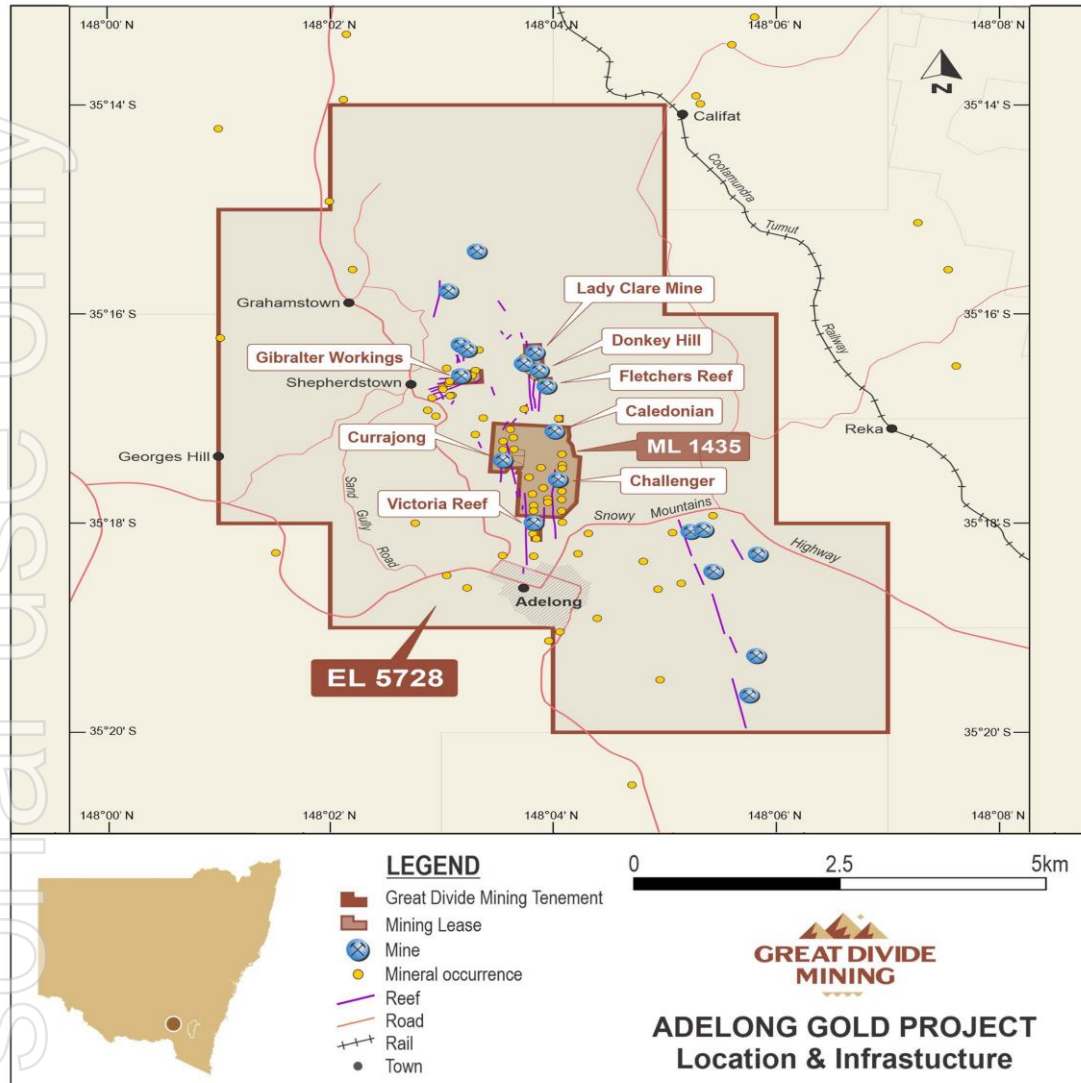 148°00' N
148°02' N
148°04' N
148°06' N
148°08' N
35°14' S
35°14' S
N
Califat
Cootamundra
Tumut
Railway
35°16' S
35°16' S
Grahamstown
Lady Clare Mine
Donkey Hill
Gibralter Workings
Shepherdstown
Fletchers Reef
Caledonian
Currajong
ML 1435
Reka
Georges Hill
Challenger
Victoria Reef
Sand Gully Road
Snowy Mountains Highway
35°18' S
35°18' S
Adelong
EL 5728
35°20' S
35°20' S
148°00' N
148°02' N
148°04' N
148°06' N
148°08' N
LEGEND
Great Divide Mining Tenement
Mining Lease
Mine
Mineral occurrence
Reef
Road
Rail
Town
0
2.5
5km
GREAT DIVIDE
MINING
ADELONG GOLD PROJECT
Location & Infrastucture
sonal use only